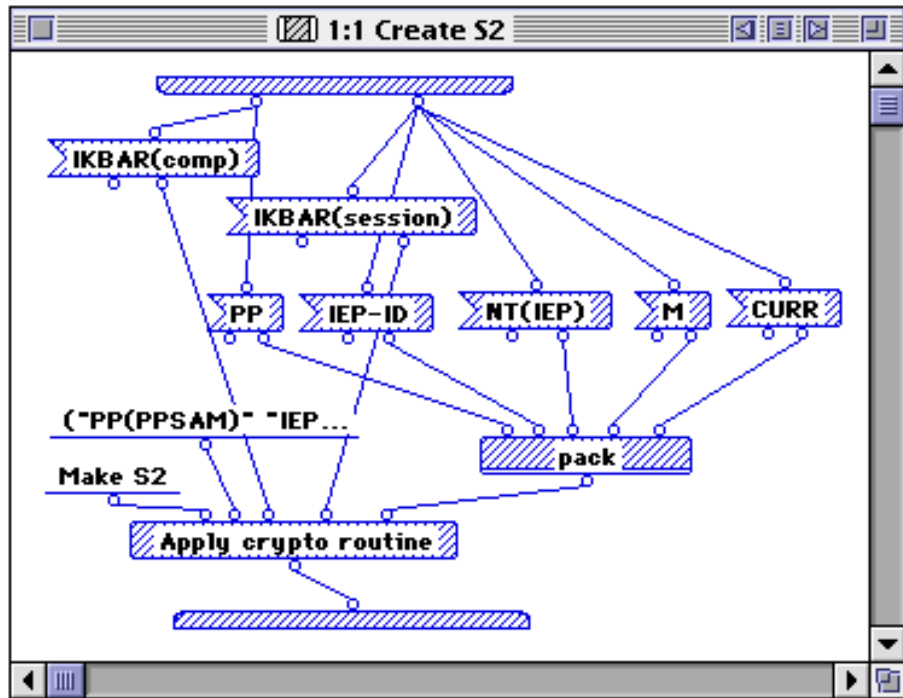 1:1 Create S2
IKBAR(comp)
IKBAR(session)
PP
IEP-ID
NT(IEP)
M
CURR
("PP(PPSAM)" "IEP...
Make S2
pack
Apply crypto routine